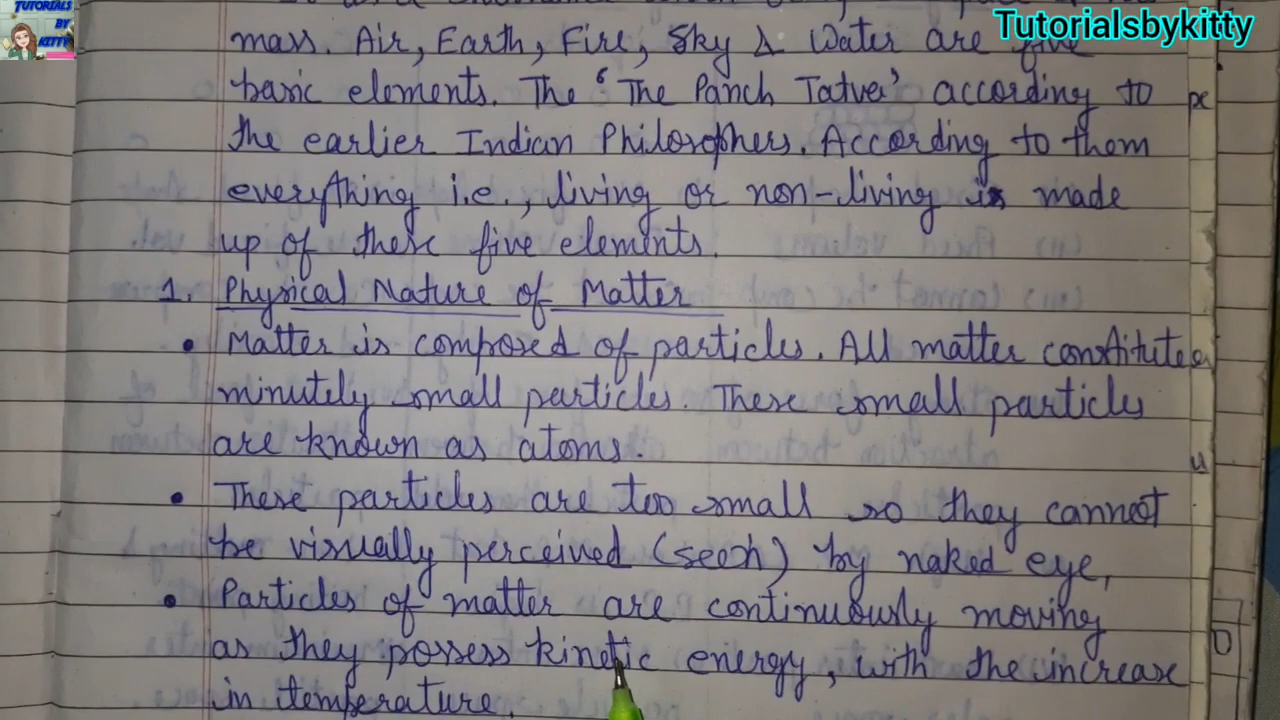 TUTORIALS
BY
KITTY
Tutorialsbykitty
mass. Air, Earth, Fire, Sky & Water are five
basic elements. The 'The Panch Tatva' according to
the earlier Indian Philosophers. According to them
everything i.e., living or non-living is made
up of these five elements.
1. Physical Nature of Matter
• Matter is composed of particles. All matter constitutes
minutely small particles. These small particles
are known as atoms.
• These particles are too small so they cannot
be visually perceived (seen) by naked eye,
• Particles of matter are continuously moving
as they possess kinetic energy, with the increase
in temperature.